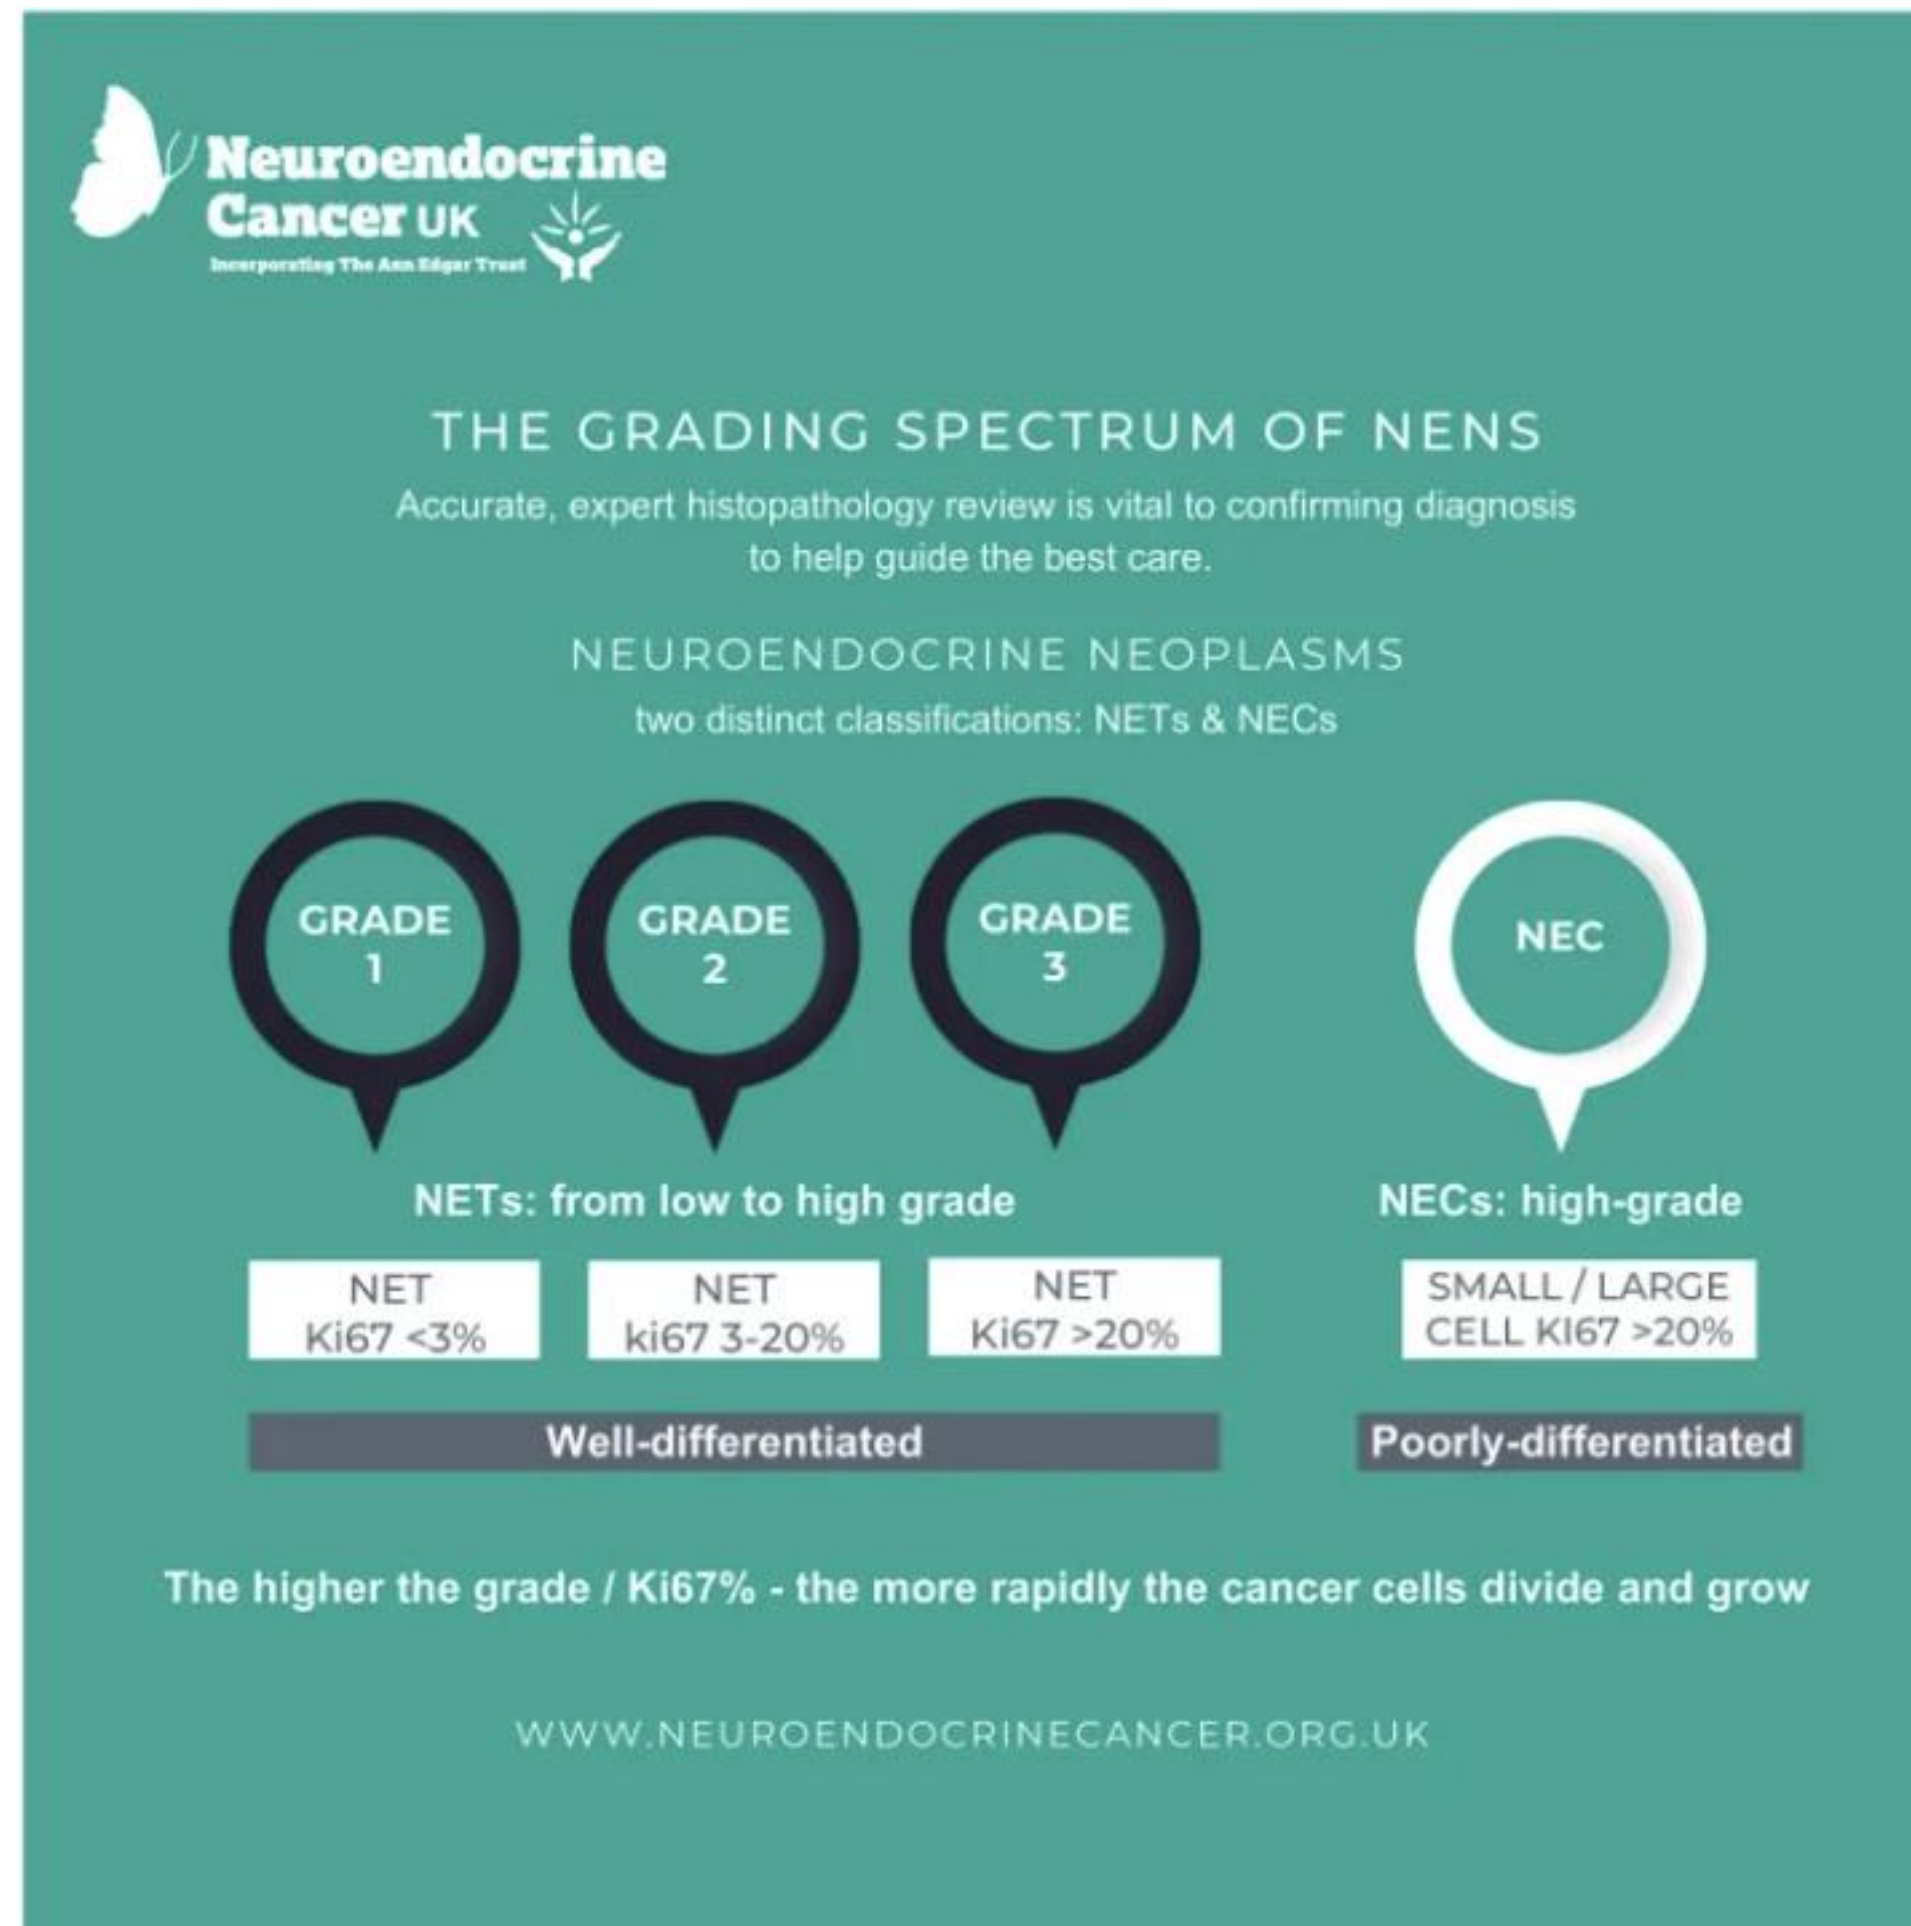 Neuroendocrine
Cancer UK
Incorporating The Ann Edgar Trust
THE GRADING SPECTRUM OF NENS
Accurate, expert histopathology review is vital to confirming diagnosis
to help guide the best care.
NEUROENDOCRINE NEOPLASMS
two distinct classifications: NETs & NECs
GRADE
1
GRADE
2
GRADE
3
NEC
NETs: from low to high grade
NECs: high-grade
NET
Ki67 <3%
NET
ki67 3-20%
NET
Ki67 >20%
SMALL / LARGE
CELL KI67 >20%
Well-differentiated
Poorly-differentiated
The higher the grade / Ki67% - the more rapidly the cancer cells divide and grow
WWW.NEUROENDOCRINECANCER.ORG.UK